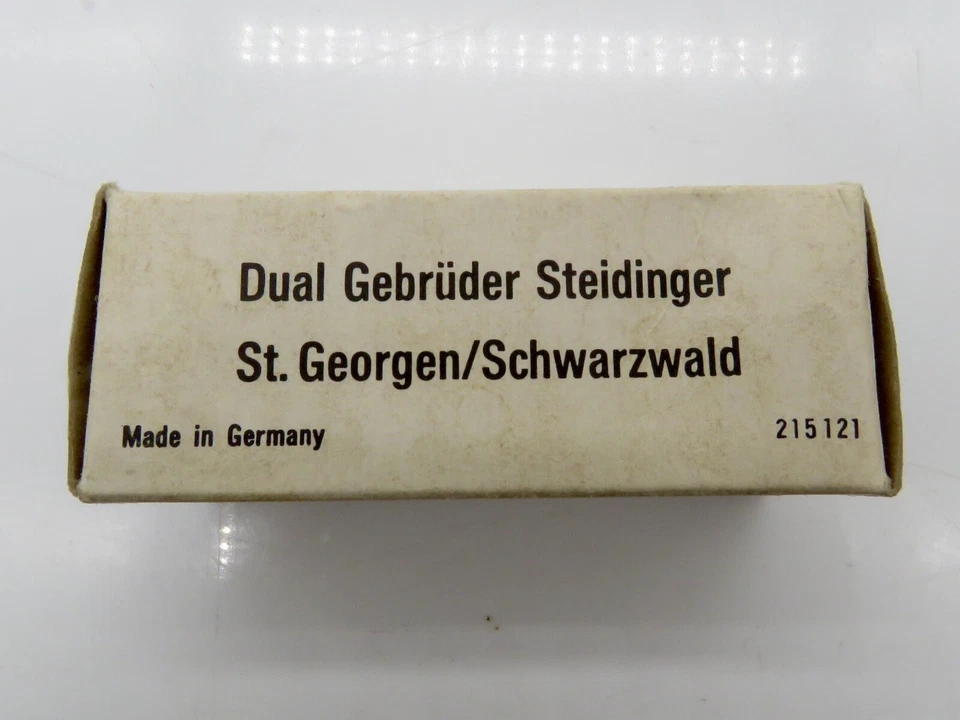 Dual Gebrüder Steidinger
St. Georgen/Schwarzwald
Made in Germany
215121